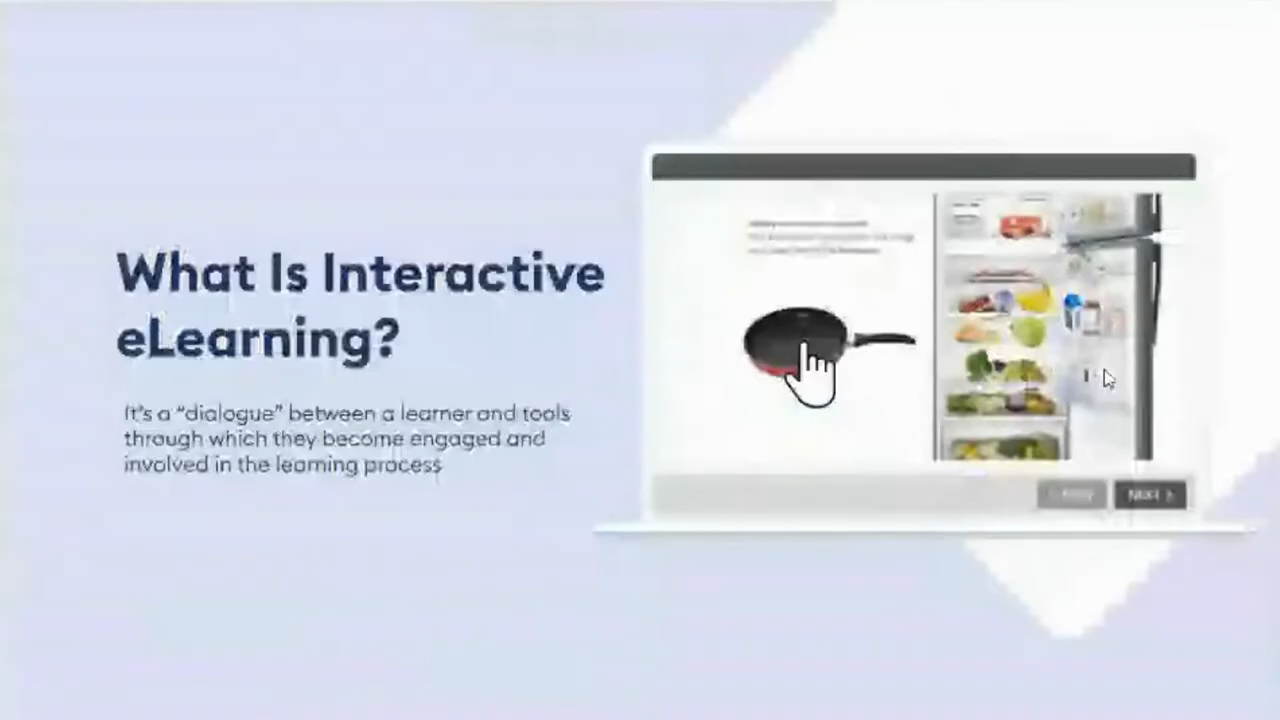 What Is Interactive
eLearning?
It's a “dialogue” between a learner and tools
through which they become engaged and
involved in the learning process
NEXT >